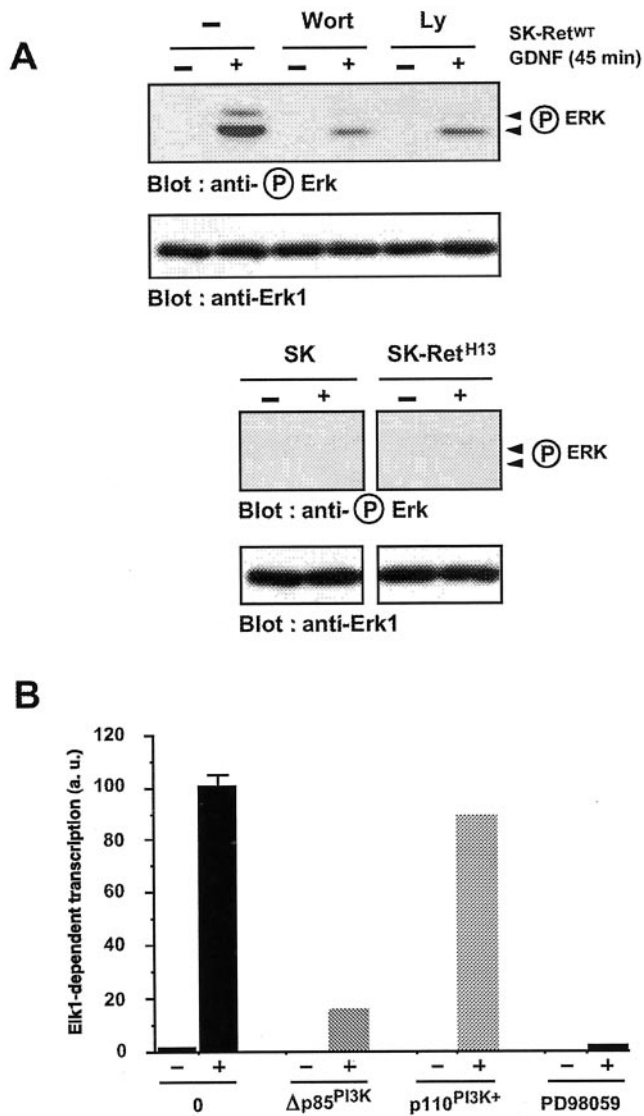 A
– Wort Ly SK-RetWT
– + – + – + GDNF (45 min)
P ERK
Blot : anti- P Erk
Blot : anti-Erk1
SK SK-RetH13
– + – +
P ERK
Blot : anti- P Erk
Blot : anti-Erk1
B
Elk1-dependent transcription (a. u.)
120
100
80
60
40
20
0
– + – + – + – +
0 Δp85PI3K p110PI3K+ PD98059